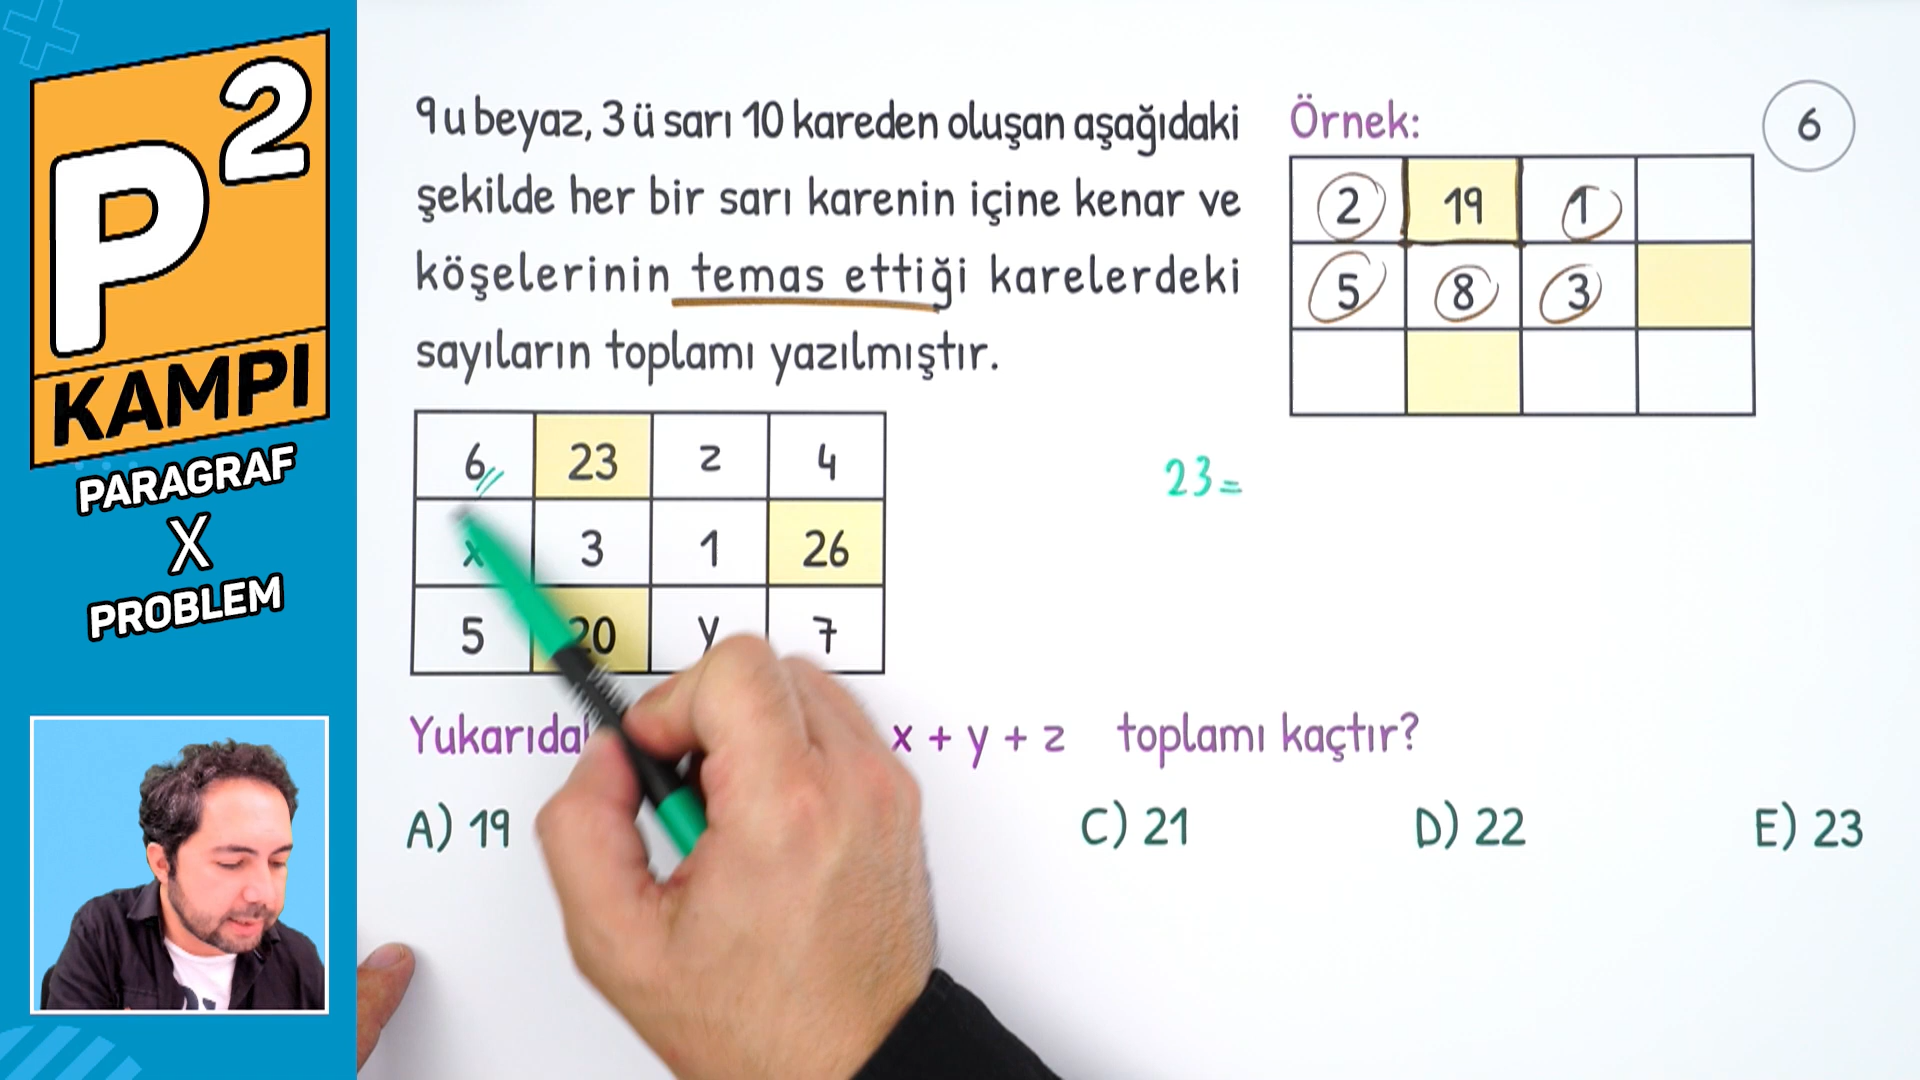 P²
KAMPI
PARAGRAF
X
PROBLEM
9 u beyaz, 3 ü sarı 10 kareden oluşan aşağıdaki
şekilde her bir sarı karenin içine kenar ve
köşelerinin temas ettiği karelerdeki
sayıların toplamı yazılmıştır.
6 23 z 4
x 3 1 26
5 20 y 7
Örnek:
6
2 19 1
5 8 3
23 =
x + y + z toplamı kaçtır?
A) 19
C) 21
D) 22
E) 23